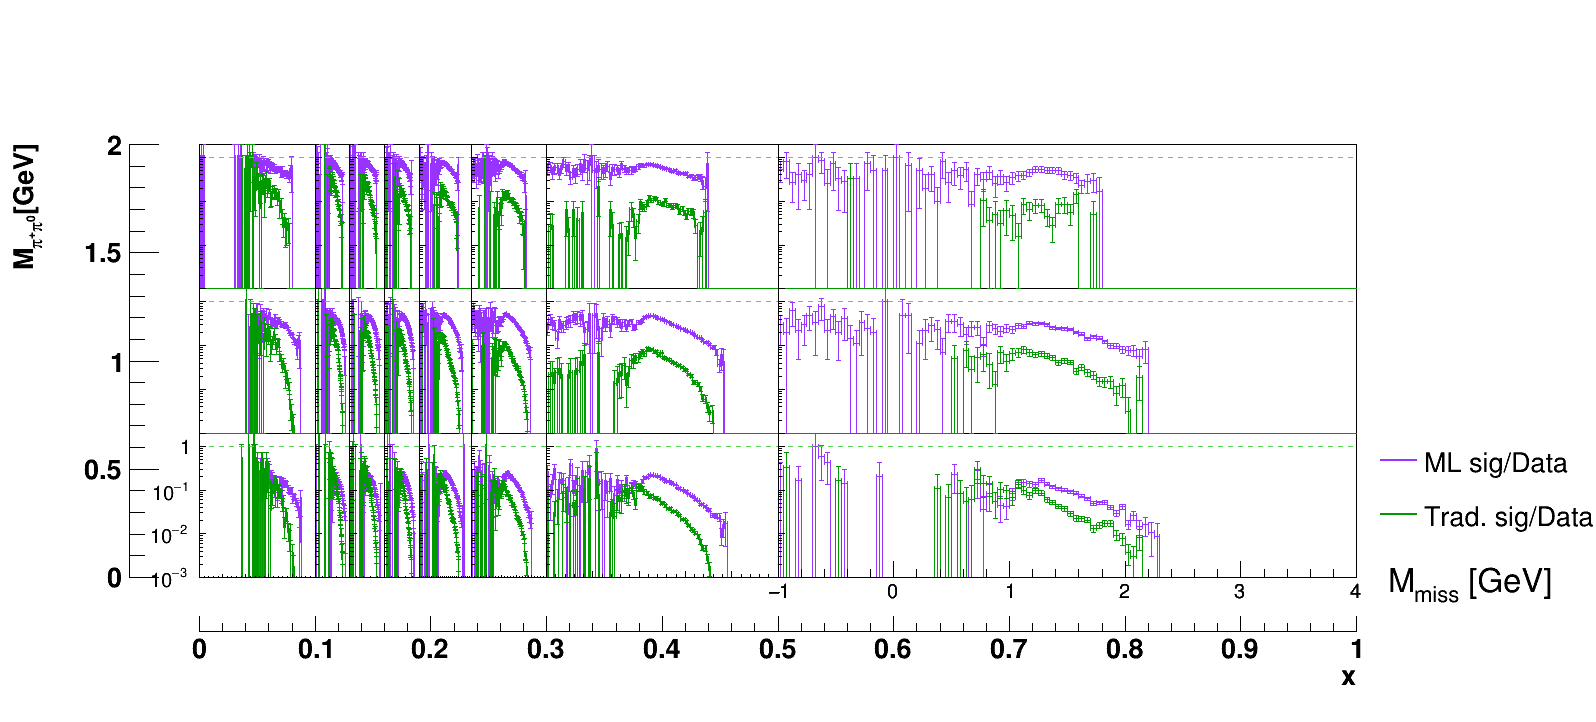 M_{π⁺π⁰}[GeV]
2
1.5
1
0.5
0
1
10⁻¹
10⁻²
10⁻³
−1 0 1 2 3 4
M_{miss} [GeV]
ML sig/Data
Trad. sig/Data
0 0.1 0.2 0.3 0.4 0.5 0.6 0.7 0.8 0.9 1
x